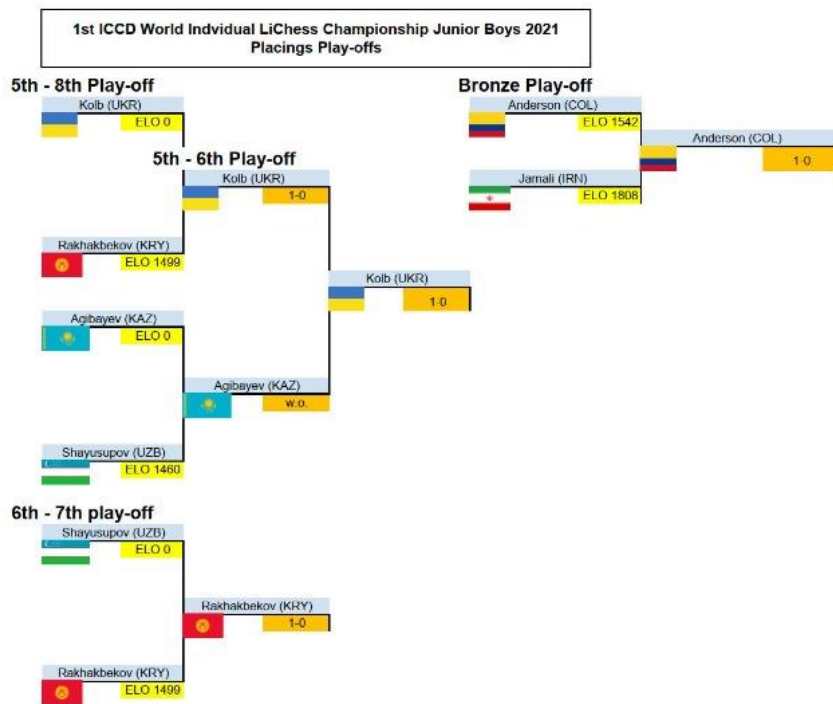 1st ICCD World Indvidual LiChess Championship Junior Boys 2021
Placings Play-offs
5th - 8th Play-off
Kolb (UKR)
ELO 0
5th - 6th Play-off
Kolb (UKR)
1-0
Rakhakbekov (KRY)
ELO 1499
Kolb (UKR)
1-0
Agibayev (KAZ)
ELO 0
Agibayev (KAZ)
w.o.
Shayusupov (UZB)
ELO 1460
6th - 7th play-off
Shayusupov (UZB)
ELO 0
Rakhakbekov (KRY)
1-0
Rakhakbekov (KRY)
ELO 1499
Bronze Play-off
Anderson (COL)
ELO 1542
Anderson (COL)
1-0
Jamali (IRN)
ELO 1808